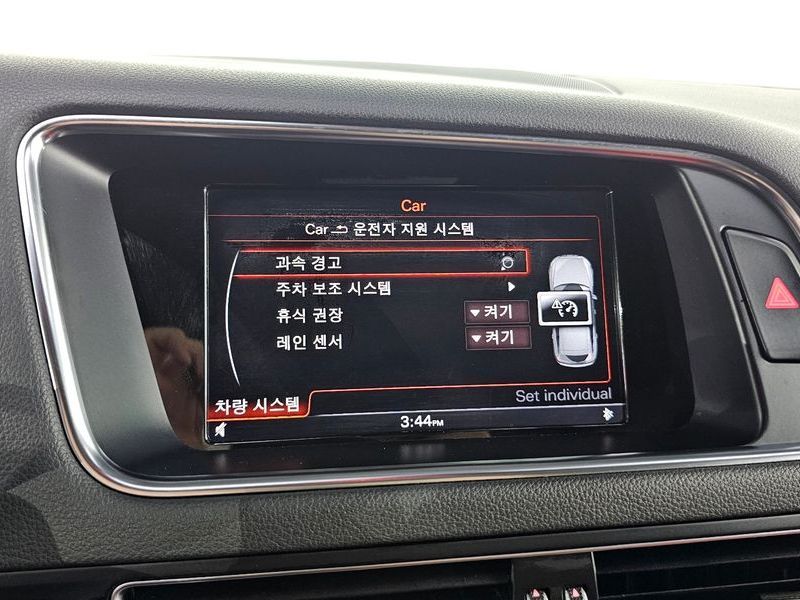 Car
Car 운전자 지원 시스템
과속 경고
주차 보조 시스템
휴식 권장 켜기
레인 센서 켜기
차량 시스템 Set individual
3:44PM